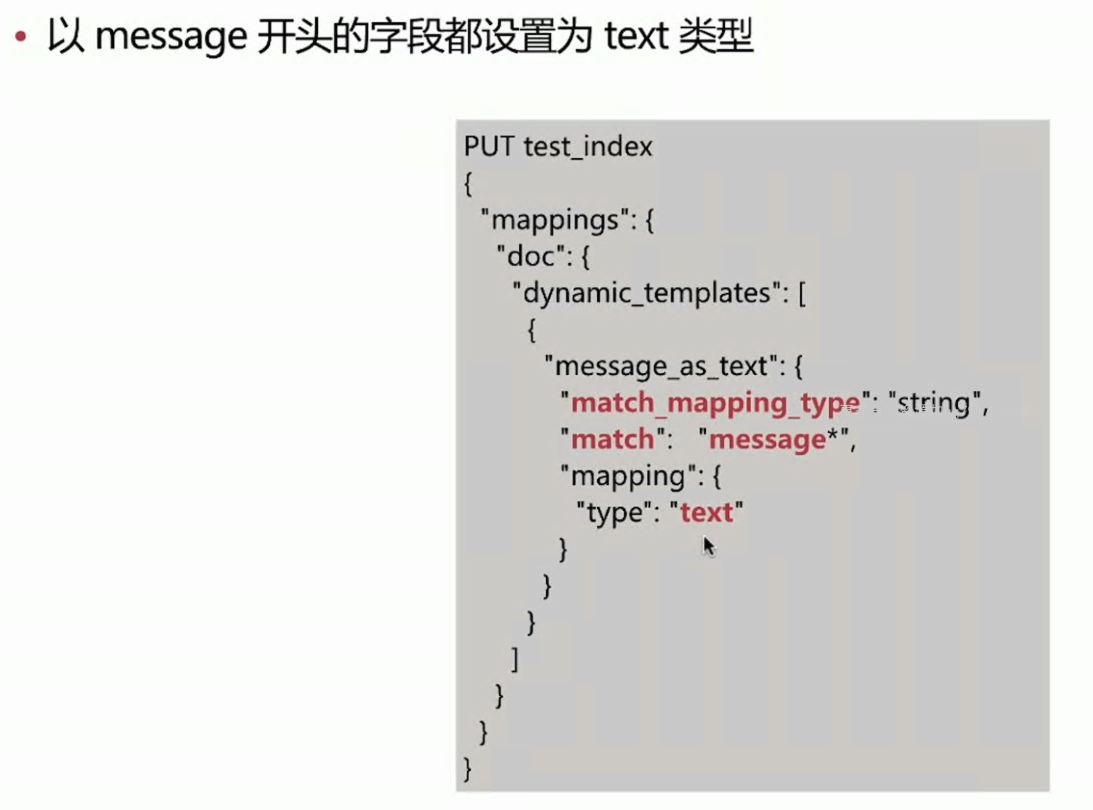 • 以 message 开头的字段都设置为 text 类型
PUT test_index
{
"mappings": {
"doc": {
"dynamic_templates": [
{
"message_as_text": {
"match_mapping_type": "string",
"match": "message*",
"mapping": {
"type": "text"
}
}
}
]
}
}
}